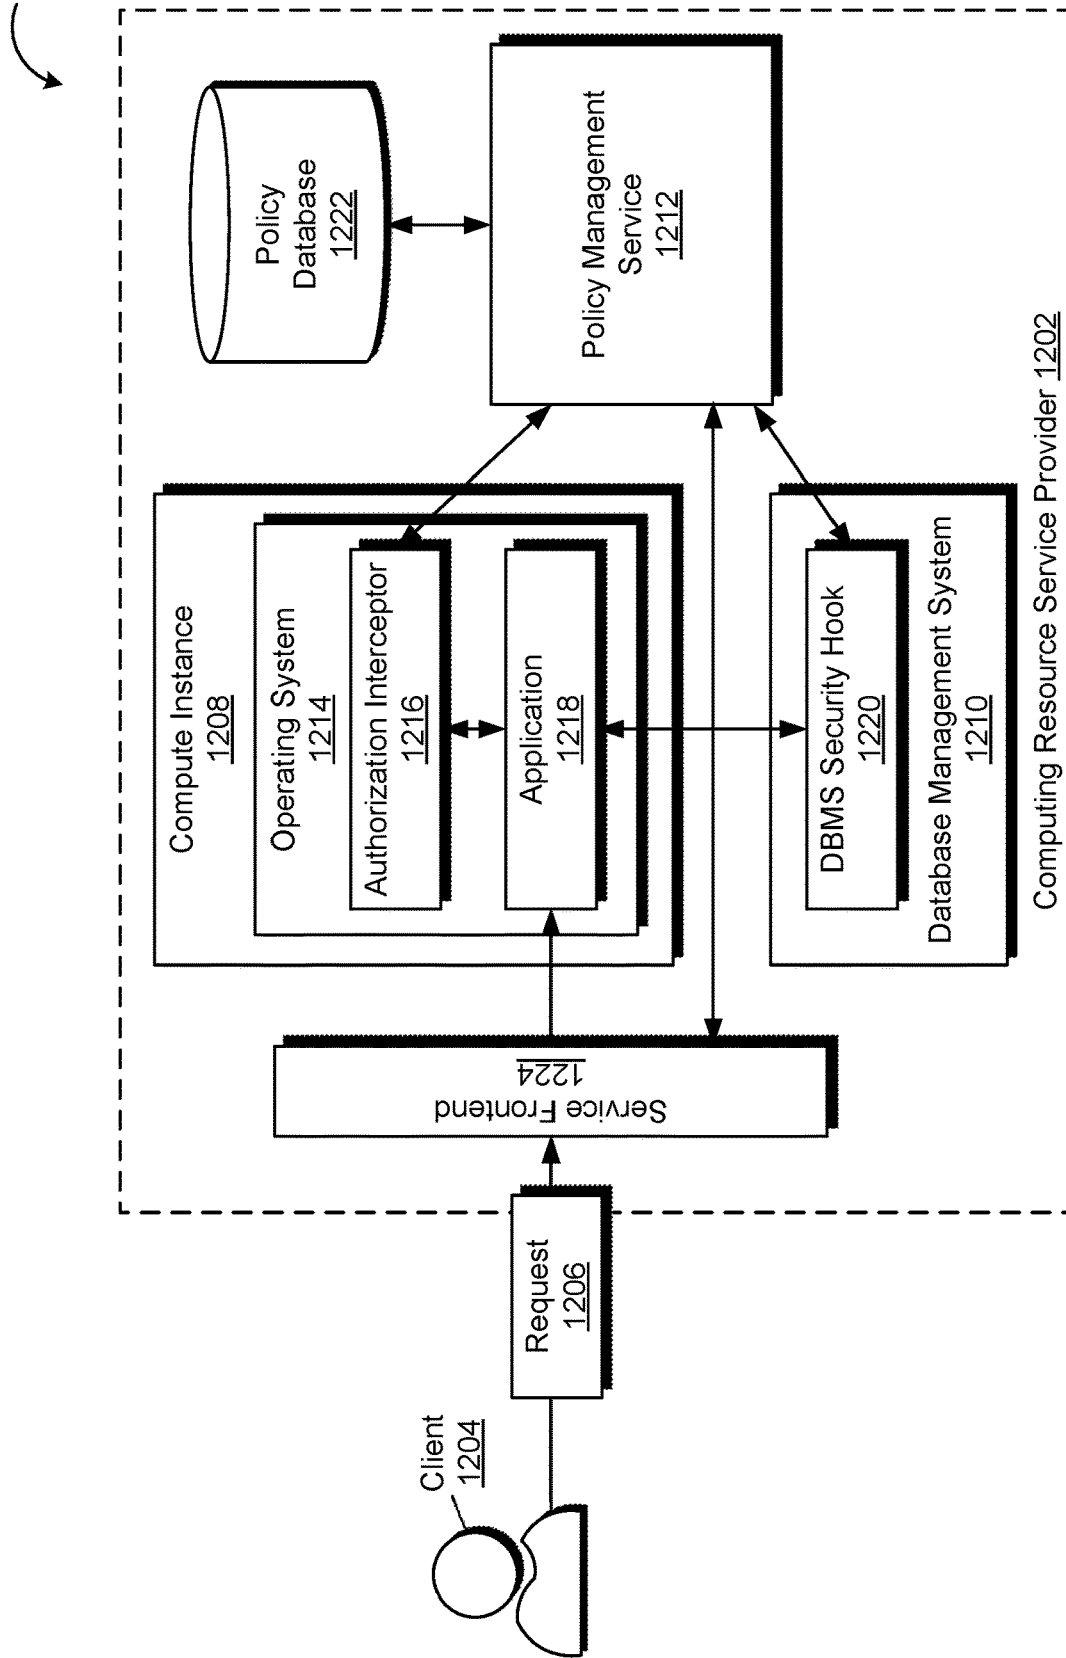 Client
1204
Request
1206
Service Frontend
1224
Compute Instance
1208
Operating System
1214
Authorization Interceptor
1216
Application
1218
DBMS Security Hook
1220
Database Management System
1210
Policy
Database
1222
Policy Management
Service
1212
Computing Resource Service Provider 1202